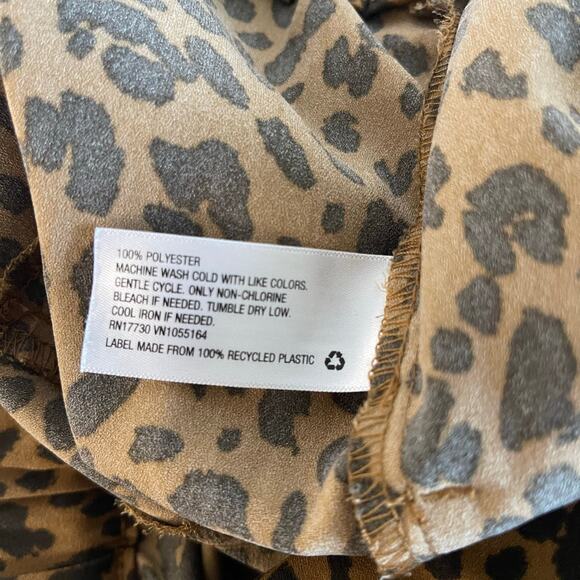 100% POLYESTER
MACHINE WASH COLD WITH LIKE COLORS.
GENTLE CYCLE. ONLY NON-CHLORINE
BLEACH IF NEEDED. TUMBLE DRY LOW.
COOL IRON IF NEEDED.
RN17730 VN1055164
LABEL MADE FROM 100% RECYCLED PLASTIC